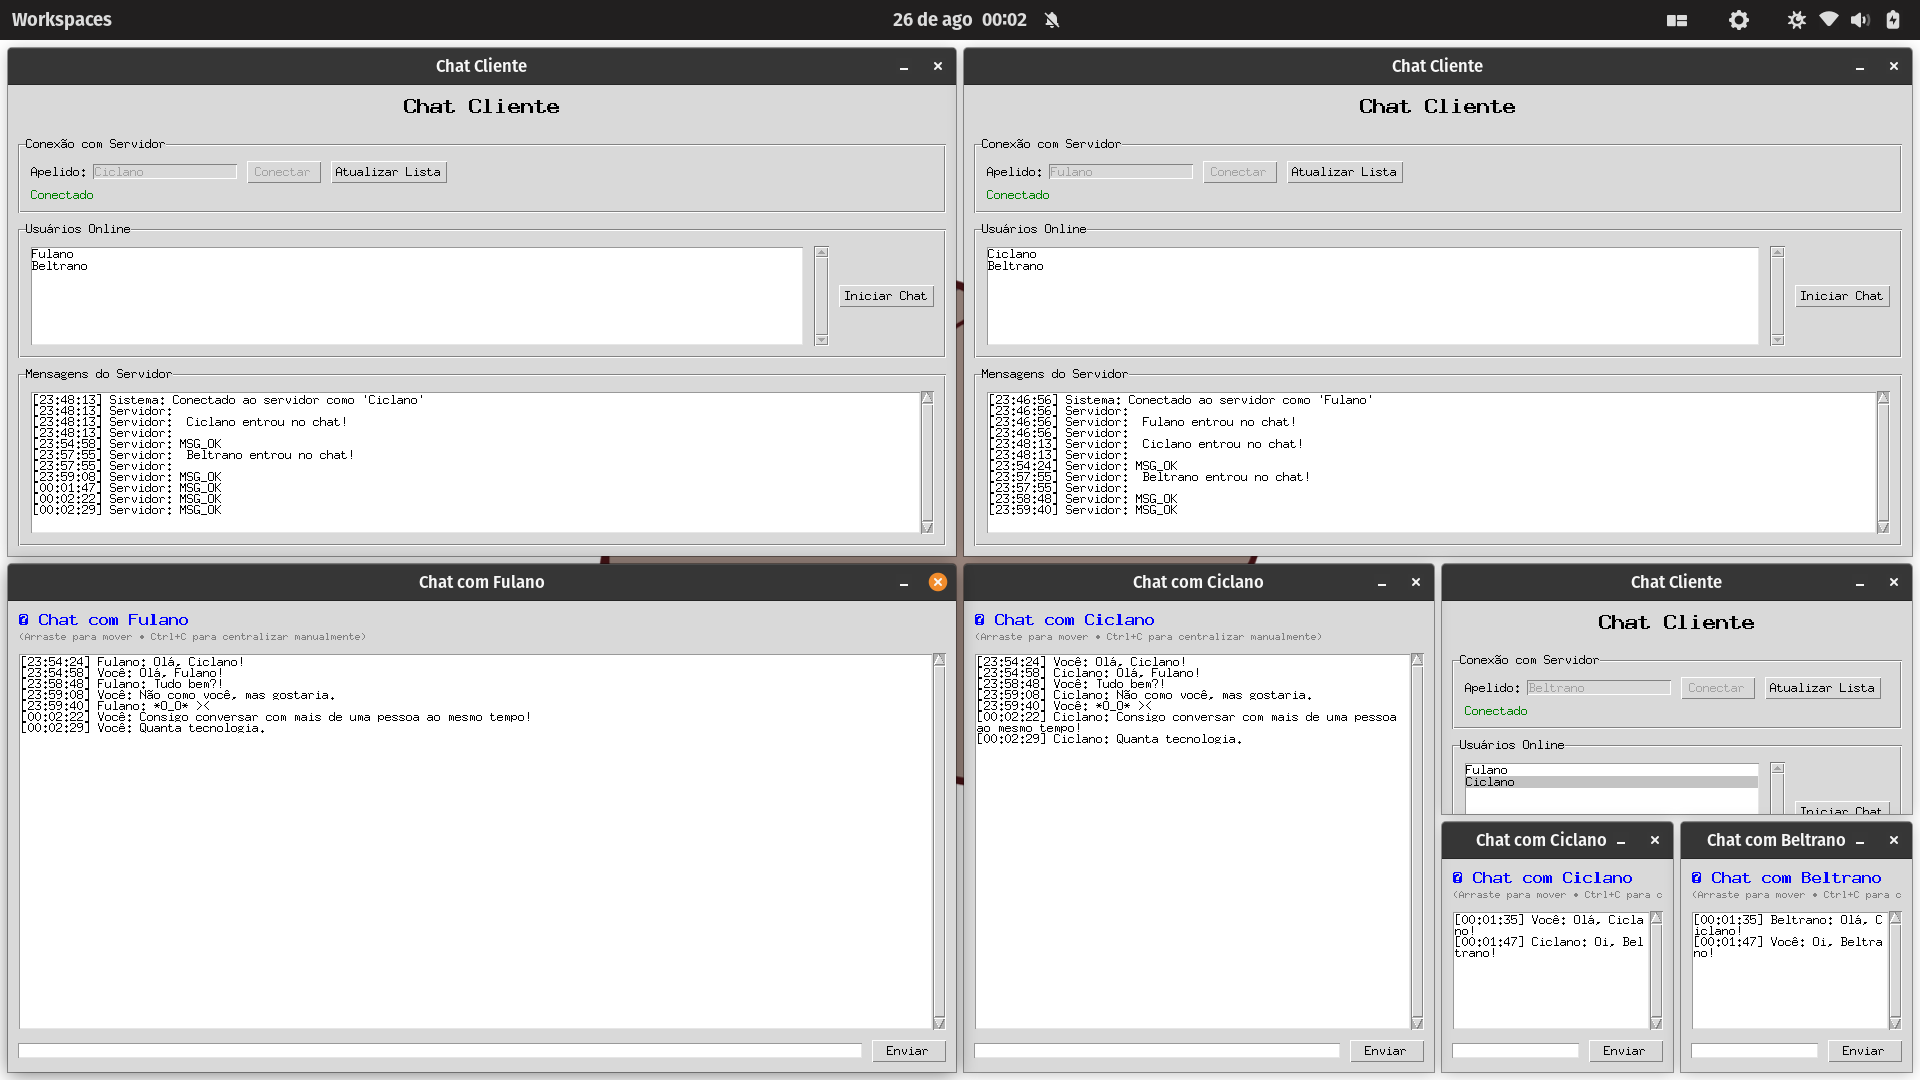 Workspaces
26 de ago 00:02
Chat Cliente
Chat Cliente
Conexão com Servidor
Apelido: Ciclano Conectar Atualizar Lista
Conectado
Usuários Online
Fulano
Beltrano
Iniciar Chat
Mensagens do Servidor
[23:48:13] Sistema: Conectado ao servidor como 'Ciclano'
[23:48:13] Servidor:
[23:48:13] Servidor:  Ciclano entrou no chat!
[23:48:13] Servidor:
[23:54:58] Servidor: MSG_OK
[23:57:55] Servidor:  Beltrano entrou no chat!
[23:57:55] Servidor:
[23:59:08] Servidor: MSG_OK
[00:01:47] Servidor: MSG_OK
[00:02:22] Servidor: MSG_OK
[00:02:29] Servidor: MSG_OK
Chat Cliente
Chat Cliente
Conexão com Servidor
Apelido: Fulano Conectar Atualizar Lista
Conectado
Usuários Online
Ciclano
Beltrano
Iniciar Chat
Mensagens do Servidor
[23:46:56] Sistema: Conectado ao servidor como 'Fulano'
[23:46:56] Servidor:
[23:46:56] Servidor:  Fulano entrou no chat!
[23:46:56] Servidor:
[23:48:13] Servidor:  Ciclano entrou no chat!
[23:48:13] Servidor:
[23:54:24] Servidor: MSG_OK
[23:57:55] Servidor:  Beltrano entrou no chat!
[23:57:55] Servidor:
[23:58:48] Servidor: MSG_OK
[23:59:40] Servidor: MSG_OK
Chat com Fulano
Chat com Fulano
(Arraste para mover • Ctrl+C para centralizar manualmente)
[23:54:24] Fulano: Olá, Ciclano!
[23:54:58] Você: Olá, Fulano!
[23:58:48] Fulano: Tudo bem?!
[23:59:08] Você: Não como você, mas gostaria.
[23:59:40] Fulano: *O_O* ><
[00:02:22] Você: Consigo conversar com mais de uma pessoa ao mesmo tempo!
[00:02:29] Você: Quanta tecnologia.
Enviar
Chat com Ciclano
Chat com Ciclano
(Arraste para mover • Ctrl+C para centralizar manualmente)
[23:54:24] Você: Olá, Ciclano!
[23:54:58] Ciclano: Olá, Fulano!
[23:58:48] Você: Tudo bem?!
[23:59:08] Ciclano: Não como você, mas gostaria.
[23:59:40] Você: *O_O* ><
[00:02:22] Ciclano: Consigo conversar com mais de uma pessoa
ao mesmo tempo!
[00:02:29] Ciclano: Quanta tecnologia.
Enviar
Chat Cliente
Chat Cliente
Conexão com Servidor
Apelido: Beltrano Conectar Atualizar Lista
Conectado
Usuários Online
Fulano
Ciclano
Iniciar Chat
Chat com Ciclano
Chat com Ciclano
(Arraste para mover • Ctrl+C para c
[00:01:35] Você: Olá, Cicla
no!
[00:01:47] Ciclano: Oi, Bel
trano!
Enviar
Chat com Beltrano
Chat com Beltrano
(Arraste para mover • Ctrl+C para c
[00:01:35] Beltrano: Olá, C
iclano!
[00:01:47] Você: Oi, Beltra
no!
Enviar